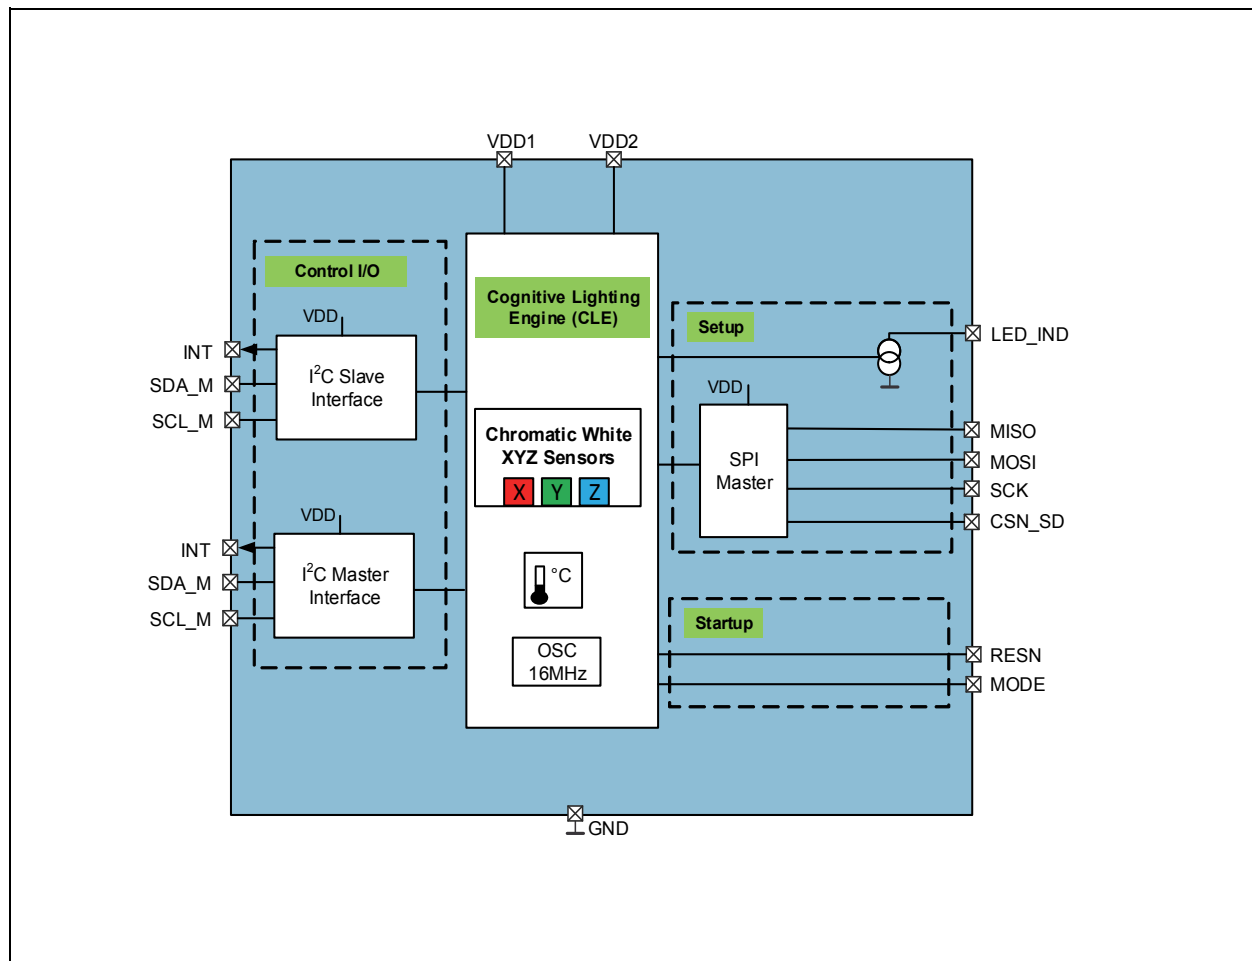 VDD1
VDD2
Control I/O
VDD
INT
SDA_M
SCL_M
I²C Slave
Interface
VDD
INT
SDA_M
SCL_M
I²C Master
Interface
Cognitive Lighting
Engine (CLE)
Chromatic White
XYZ Sensors
X Y Z
°C
OSC
16MHz
Setup
LED_IND
VDD
SPI
Master
MISO
MOSI
SCK
CSN_SD
Startup
RESN
MODE
GND